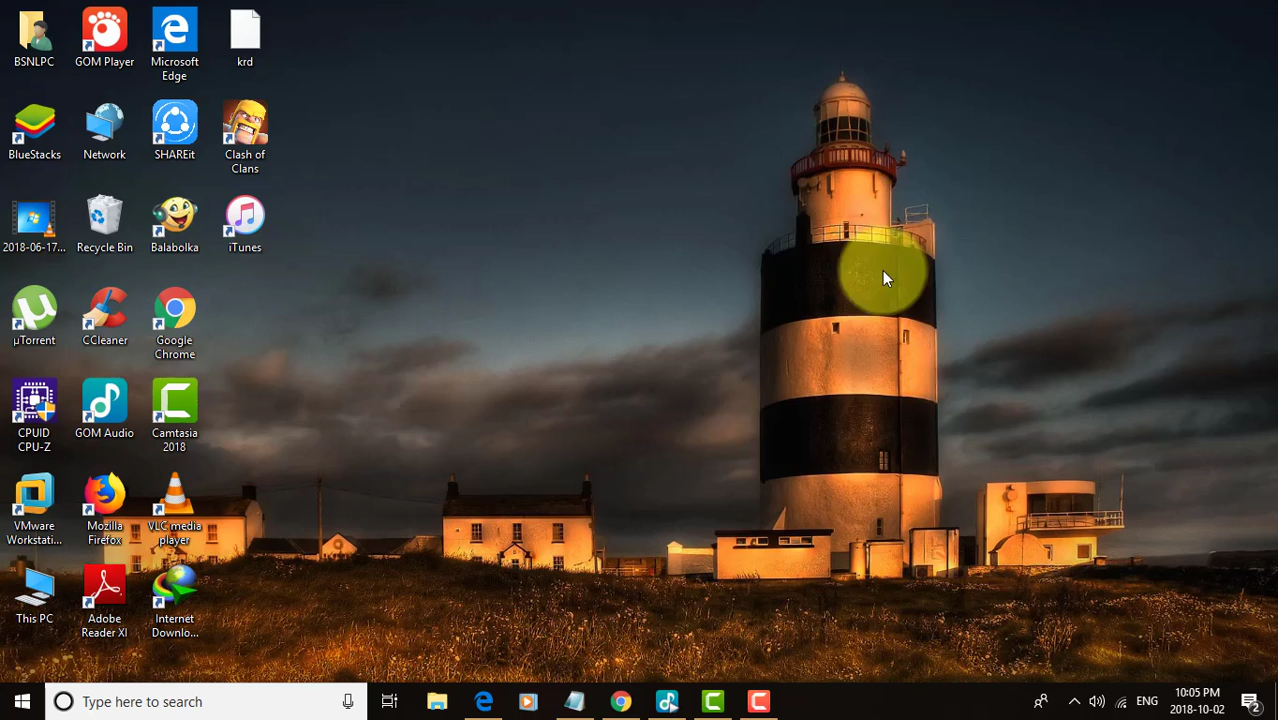 BSNLPC
GOM Player
Microsoft
Edge
krd
BlueStacks
Network
SHAREit
Clash of
Clans
2018-06-17...
Recycle Bin
Balabolka
iTunes
µTorrent
CCleaner
Google
Chrome
CPUID
CPU-Z
GOM Audio
Camtasia
2018
VMware
Workstati...
Mozilla
Firefox
VLC media
player
This PC
Adobe
Reader XI
Internet
Downlo...
Type here to search
ENG
10:05 PM
2018-10-02
2